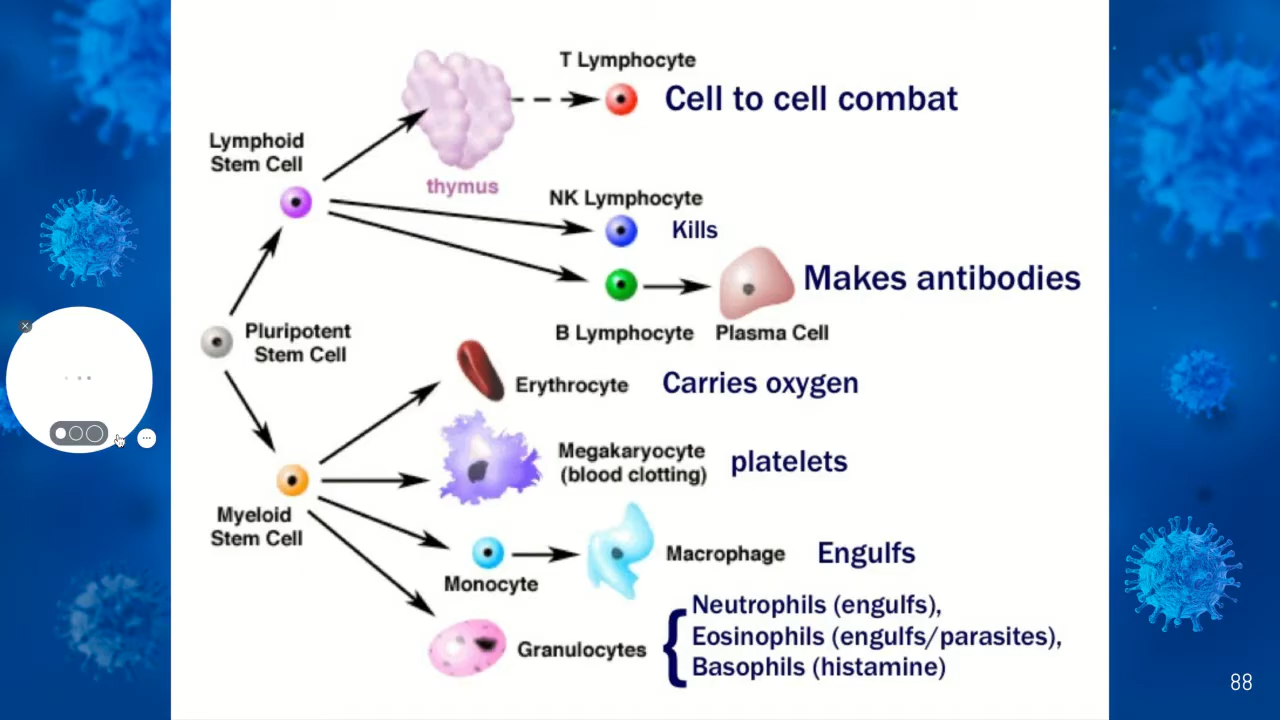 T Lymphocyte
Cell to cell combat
Lymphoid
Stem Cell
thymus
NK Lymphocyte
Kills
Makes antibodies
B Lymphocyte
Plasma Cell
Pluripotent
Stem Cell
Erythrocyte
Carries oxygen
Megakaryocyte
(blood clotting)
platelets
Myeloid
Stem Cell
Monocyte
Macrophage
Engulfs
Granulocytes
Neutrophils (engulfs),
Eosinophils (engulfs/parasites),
Basophils (histamine)
88